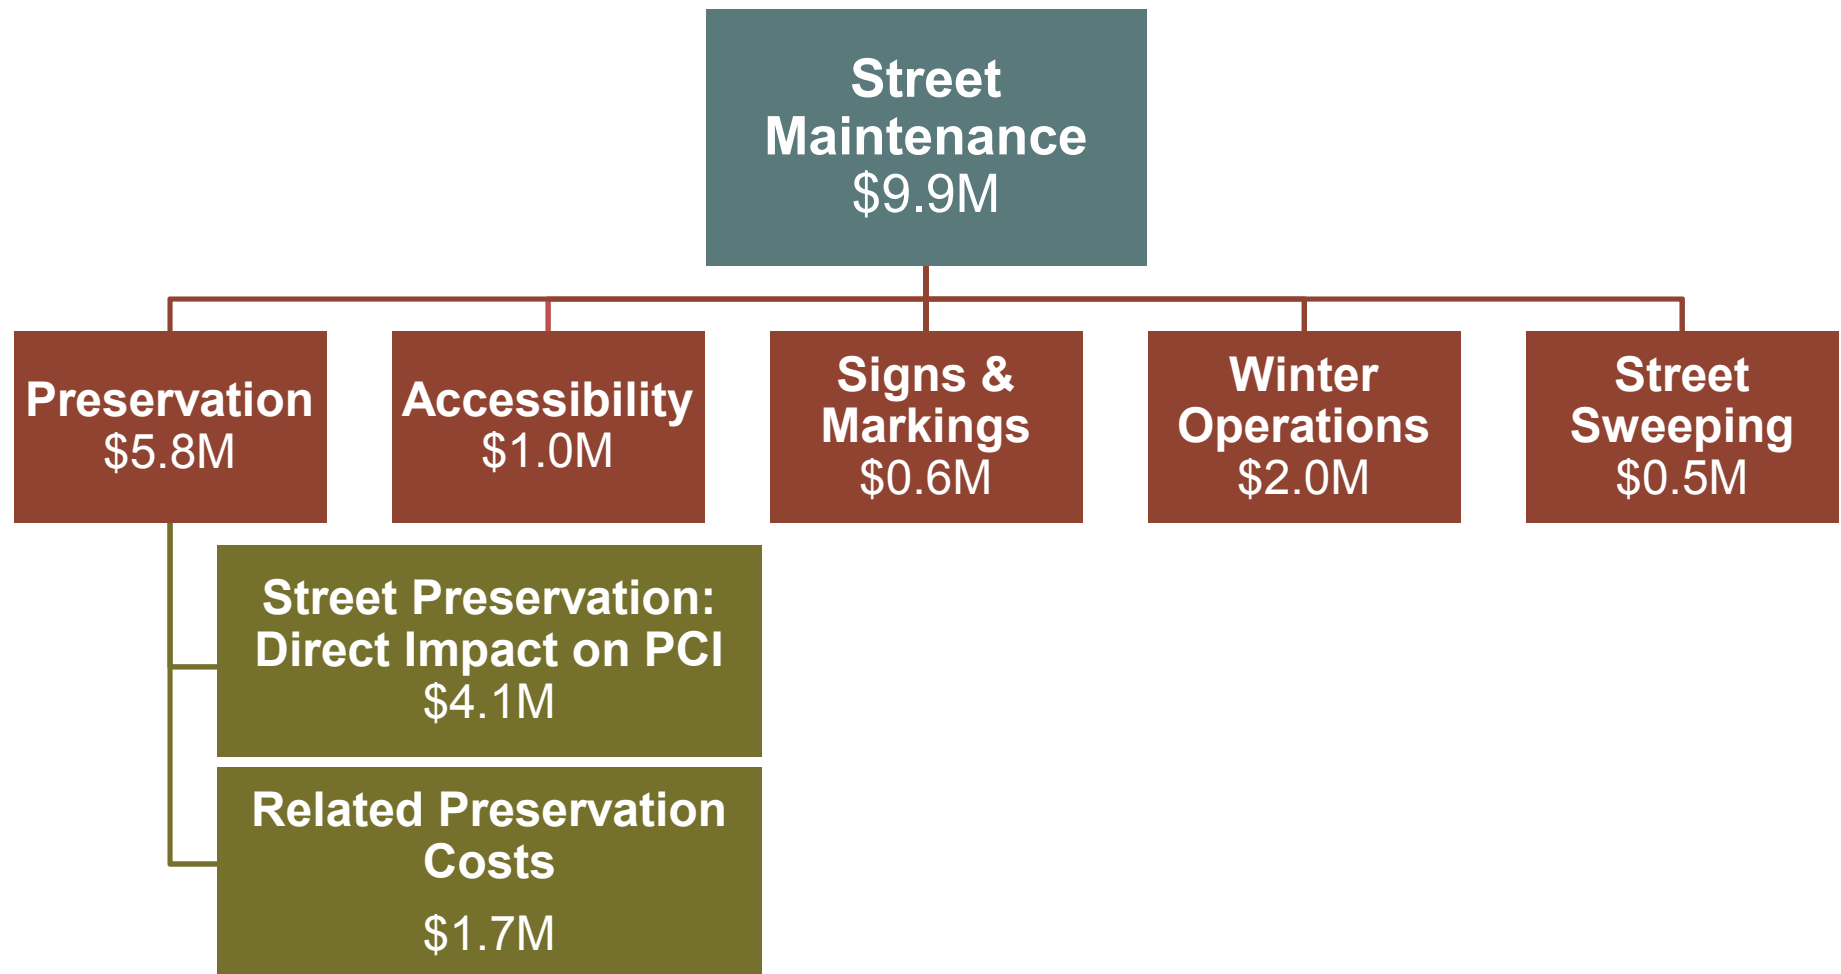 Street
Maintenance
$9.9M
Preservation
$5.8M
Accessibility
$1.0M
Signs &
Markings
$0.6M
Winter
Operations
$2.0M
Street
Sweeping
$0.5M
Street Preservation:
Direct Impact on PCI
$4.1M
Related Preservation
Costs
$1.7M